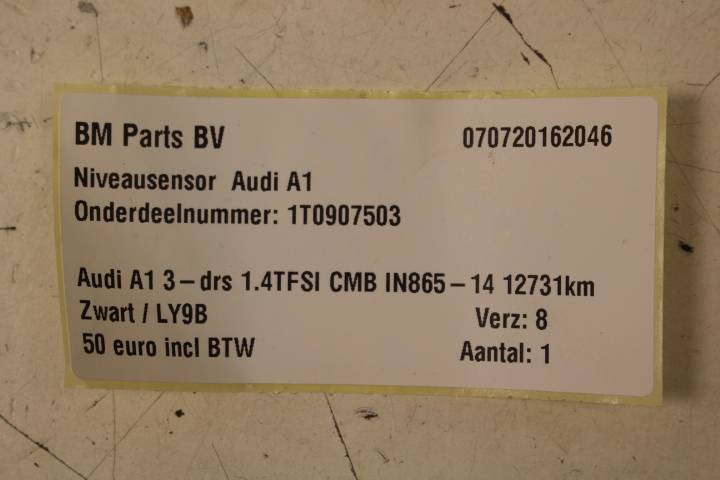 BM Parts BV 070720162046
Niveausensor Audi A1
Onderdeelnummer: 1T0907503
Audi A1 3-drs 1.4TFSI CMB IN865-14 12731km
Zwart / LY9B Verz: 8
50 euro incl BTW Aantal: 1